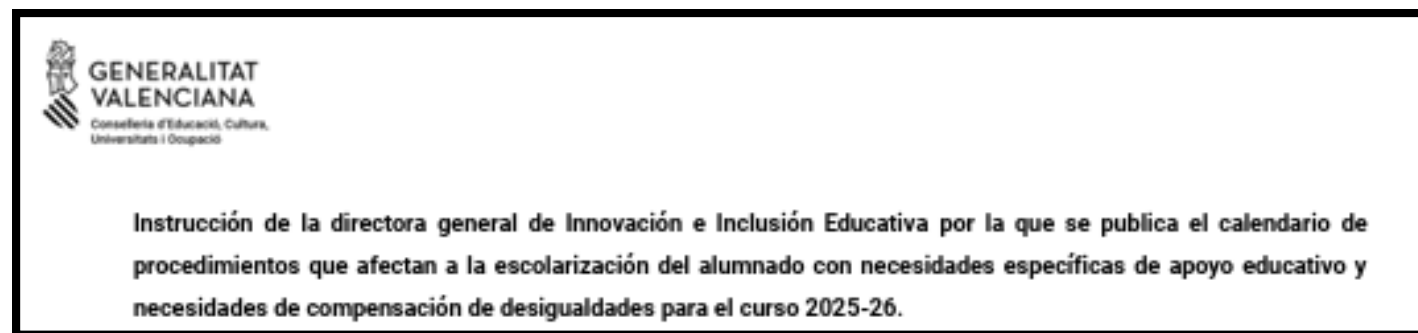 GENERALITAT
VALENCIANA
Conselleria d'Educació, Cultura,
Universitats i Ocupació
Instrucción de la directora general de Innovación e Inclusión Educativa por la que se publica el calendario de
procedimientos que afectan a la escolarización del alumnado con necesidades específicas de apoyo educativo y
necesidades de compensación de desigualdades para el curso 2025-26.